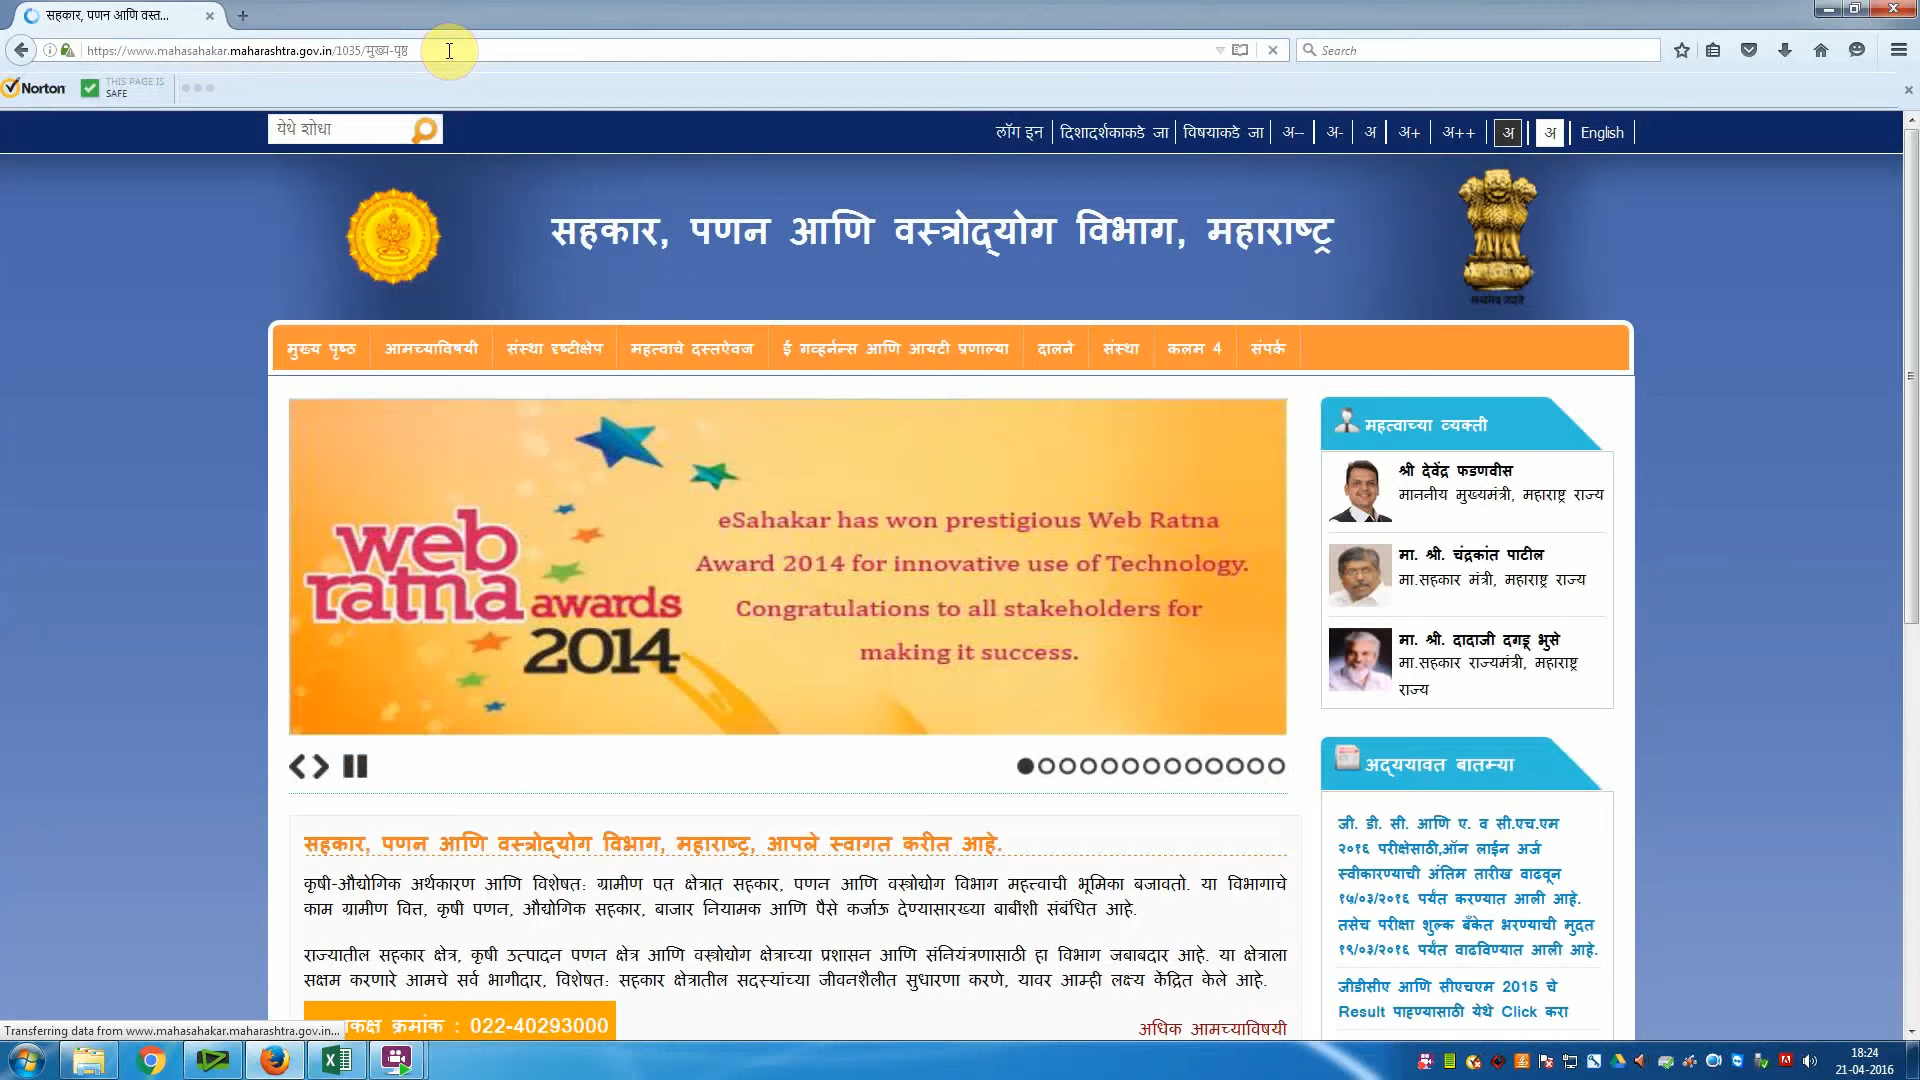 सहकार, पणन आणि वस्त...
https://www.mahasahakar.maharashtra.gov.in/1035/मुख्य-पृष्ठ
Search
Norton
THIS PAGE IS
SAFE
येथे शोधा
लॉग इन दिशादर्शकाकडे जा विषयाकडे जा अ-- अ- अ अ+ अ++ अ अ English
सहकार, पणन आणि वस्त्रोद्योग विभाग, महाराष्ट्र
सत्यमेव जयते
मुख्य पृष्ठ आमच्याविषयी संस्था दृष्टीक्षेप महत्वाचे दस्तऐवज ई गव्हर्नन्स आणि आयटी प्रणाल्या दालने संस्था कलम 4 संपर्क
web
ratna
awards
2014
eSahakar has won prestigious Web Ratna
Award 2014 for innovative use of Technology.
Congratulations to all stakeholders for
making it success.
महत्वाच्या व्यक्ती
श्री देवेंद्र फडणवीस
माननीय मुख्यमंत्री, महाराष्ट्र राज्य
मा. श्री. चंद्रकांत पाटील
मा.सहकार मंत्री, महाराष्ट्र राज्य
मा. श्री. दादाजी दगडू भुसे
मा.सहकार राज्यमंत्री, महाराष्ट्र
राज्य
अद्ययावत बातम्या
जी. डी. सी. आणि ए. व सी.एच.एम
२०१६ परीक्षेसाठी,ऑन लाईन अर्ज
स्वीकारण्याची अंतिम तारीख वाढवून
१५/०३/२०१६ पर्यंत करण्यात आली आहे.
तसेच परीक्षा शुल्क बँकेत भरण्याची मुदत
१९/०३/२०१६ पर्यंत वाढविण्यात आली आहे.
जीडीसीए आणि सीएचएम 2015 चे
Result पाहण्यासाठी येथे Click करा
सहकार, पणन आणि वस्त्रोद्योग विभाग, महाराष्ट्र, आपले स्वागत करीत आहे.
कृषी-औद्योगिक अर्थकारण आणि विशेषत: ग्रामीण पत क्षेत्रात सहकार, पणन आणि वस्त्रोद्योग विभाग महत्त्वाची भूमिका बजावतो. या विभागाचे
काम ग्रामीण वित्त, कृषी पणन, औद्योगिक सहकार, बाजार नियामक आणि पैसे कर्जाऊ देण्यासारख्या बाबींशी संबंधित आहे.
राज्यातील सहकार क्षेत्र, कृषी उत्पादन पणन क्षेत्र आणि वस्त्रोद्योग क्षेत्राच्या प्रशासन आणि संनियंत्रणासाठी हा विभाग जबाबदार आहे. या क्षेत्राला
सक्षम करणारे आमचे सर्व भागीदार, विशेषत: सहकार क्षेत्रातील सदस्यांच्या जीवनशैलीत सुधारणा करणे, यावर आम्ही लक्ष्य केंद्रित केले आहे.
कक्ष क्रमांक : 022-40293000
अधिक आमच्याविषयी
Transferring data from www.mahasahakar.maharashtra.gov.in...
18:24
21-04-2016